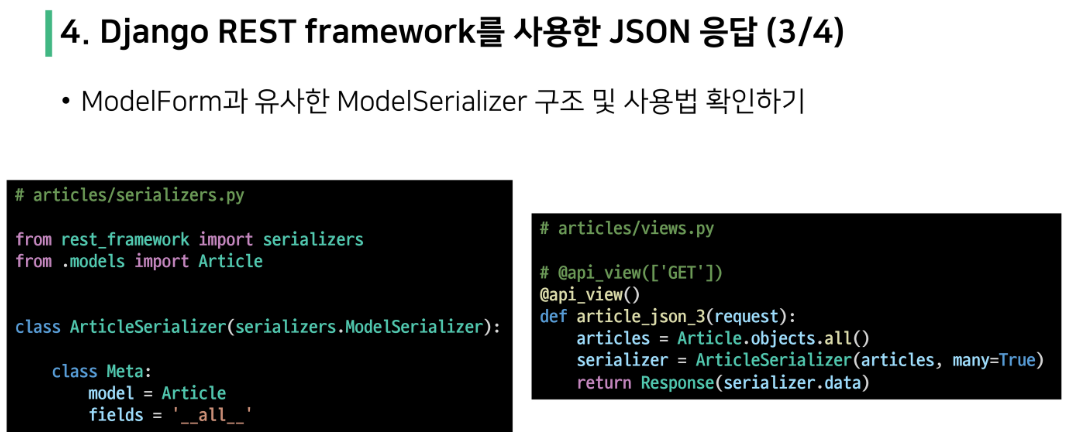 4. Django REST framework를 사용한 JSON 응답 (3/4)
• ModelForm과 유사한 ModelSerializer 구조 및 사용법 확인하기
# articles/serializers.py
from rest_framework import serializers
from .models import Article
class ArticleSerializer(serializers.ModelSerializer):
    class Meta:
        model = Article
        fields = '__all__'
# articles/views.py
# @api_view(['GET'])
@api_view()
def article_json_3(request):
    articles = Article.objects.all()
    serializer = ArticleSerializer(articles, many=True)
    return Response(serializer.data)